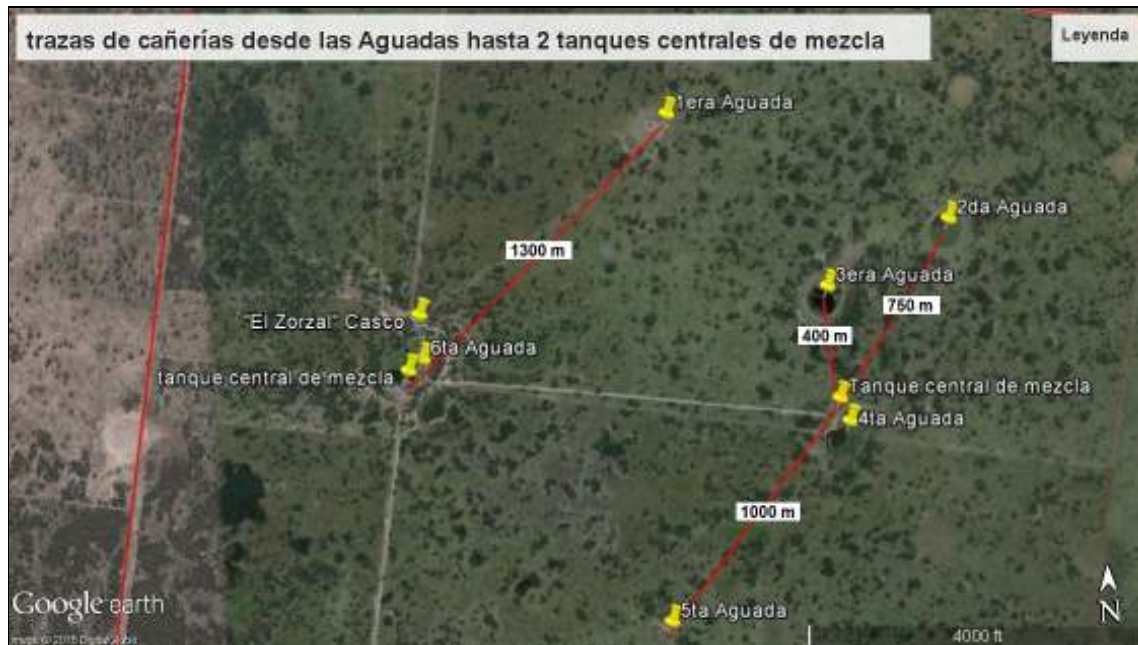 trazas de cañerías desde las Aguadas hasta 2 tanques centrales de mezcla
Leyenda
1era Aguada
2da Aguada
1300 m
3era Aguada
750 m
"El Zorzal" Casco
400 m
6ta Aguada
tanque central de mezcla
Tanque central de mezcla
4ta Aguada
1000 m
5ta Aguada
Google earth
N
4000 ft